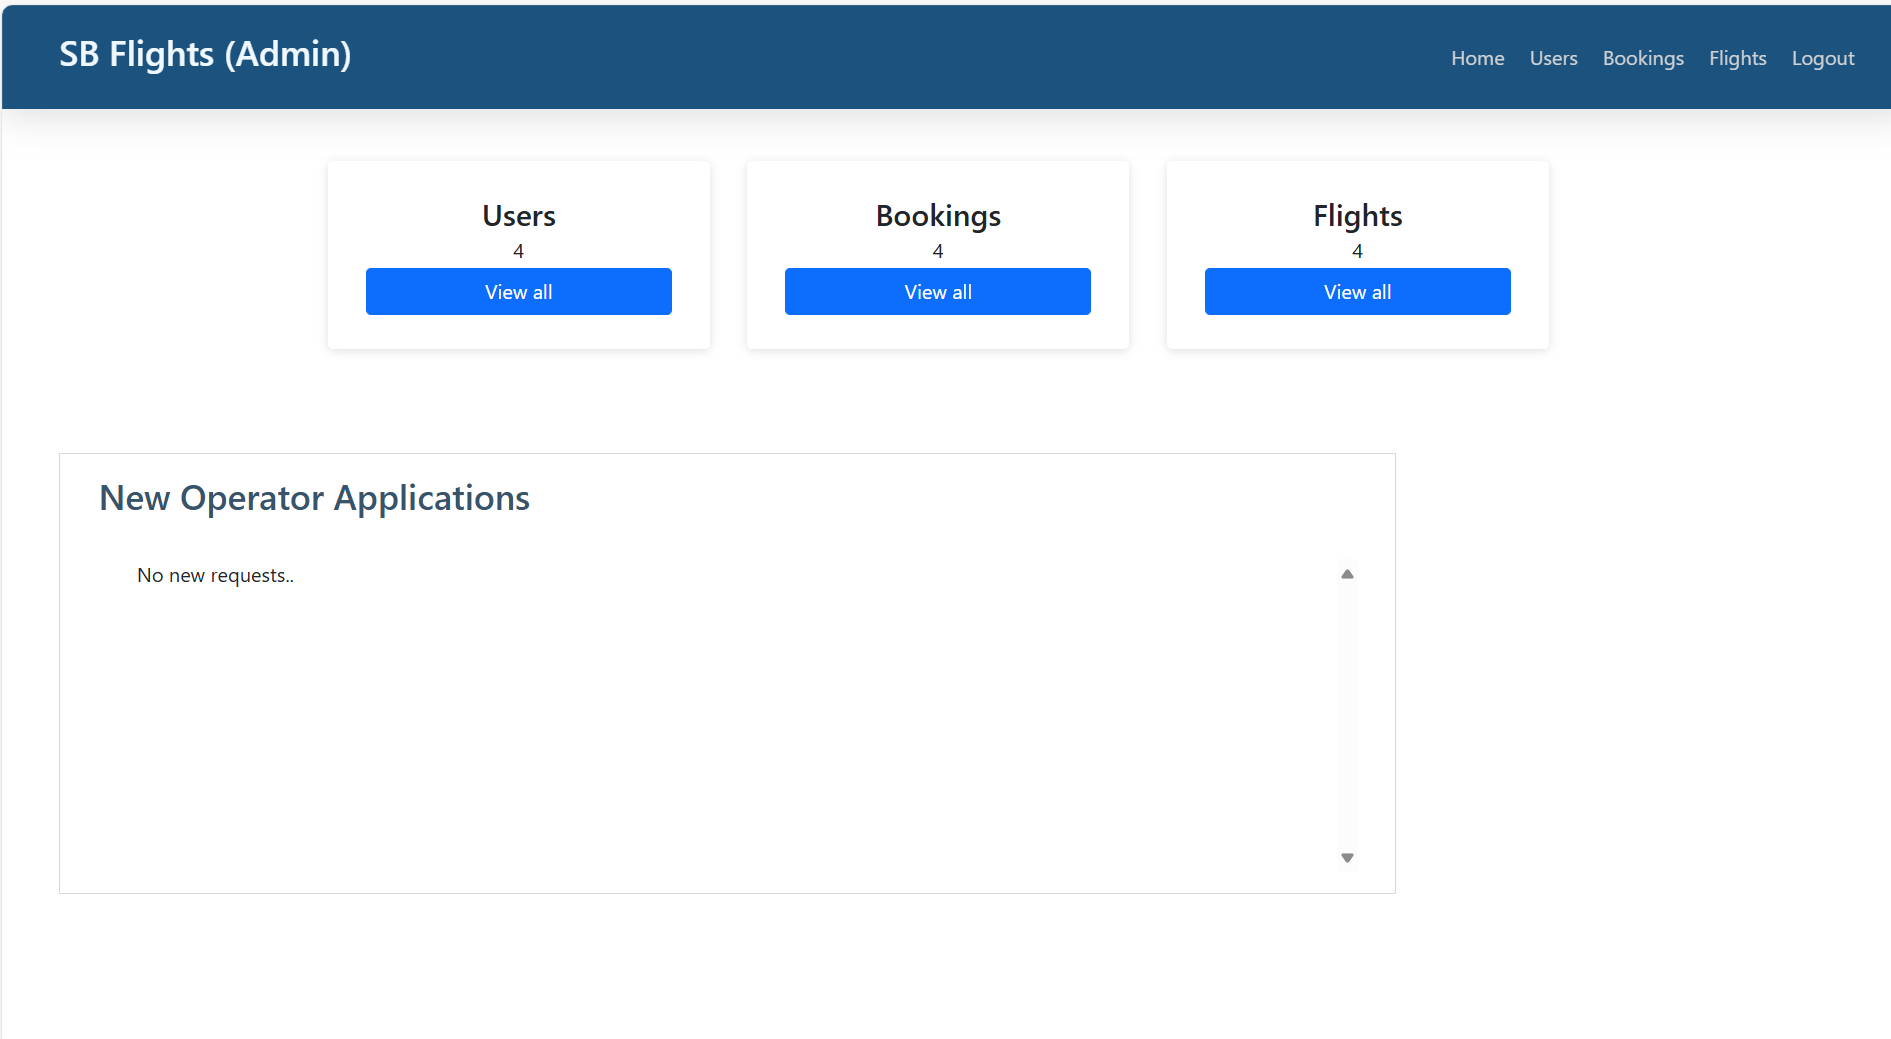 SB Flights (Admin)
Home Users Bookings Flights Logout
Users
4
View all
Bookings
4
View all
Flights
4
View all
New Operator Applications
No new requests..